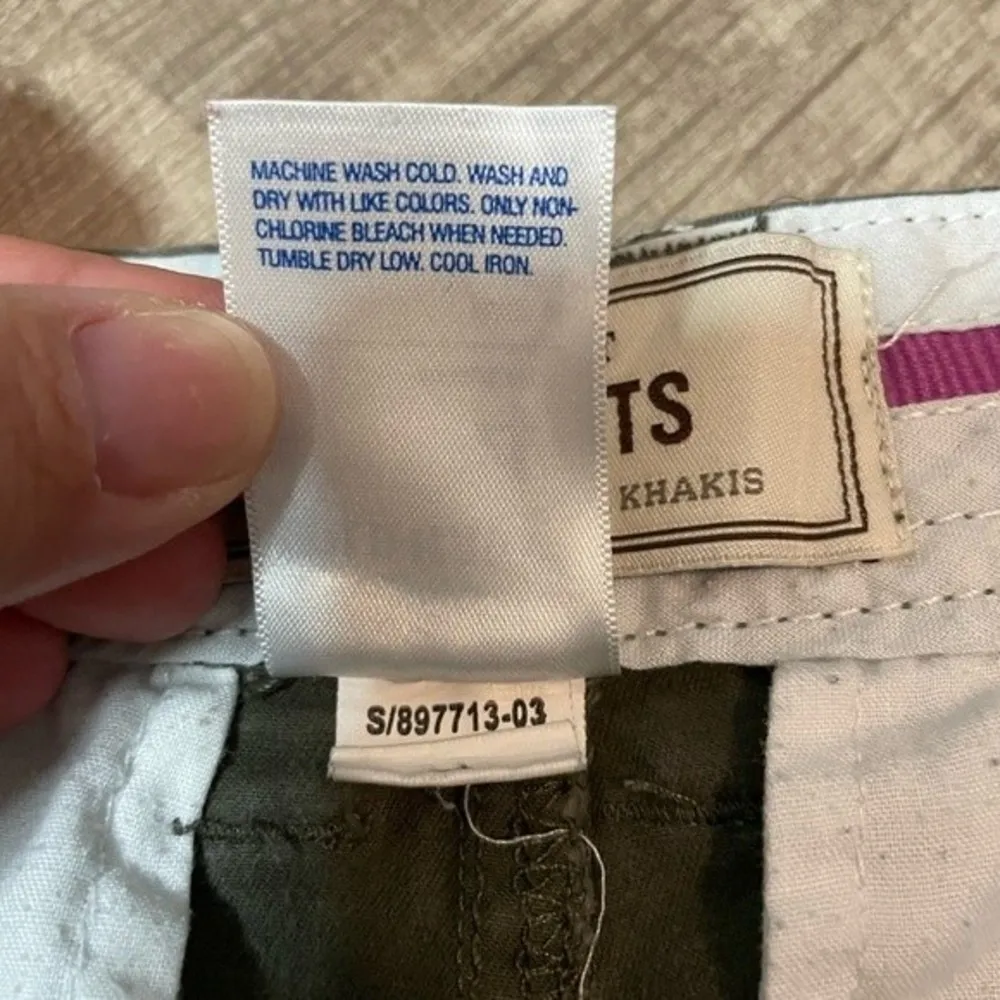 MACHINE WASH COLD. WASH AND
DRY WITH LIKE COLORS. ONLY NON-
CHLORINE BLEACH WHEN NEEDED.
TUMBLE DRY LOW. COOL IRON.
TS
KHAKIS
S/897713-03